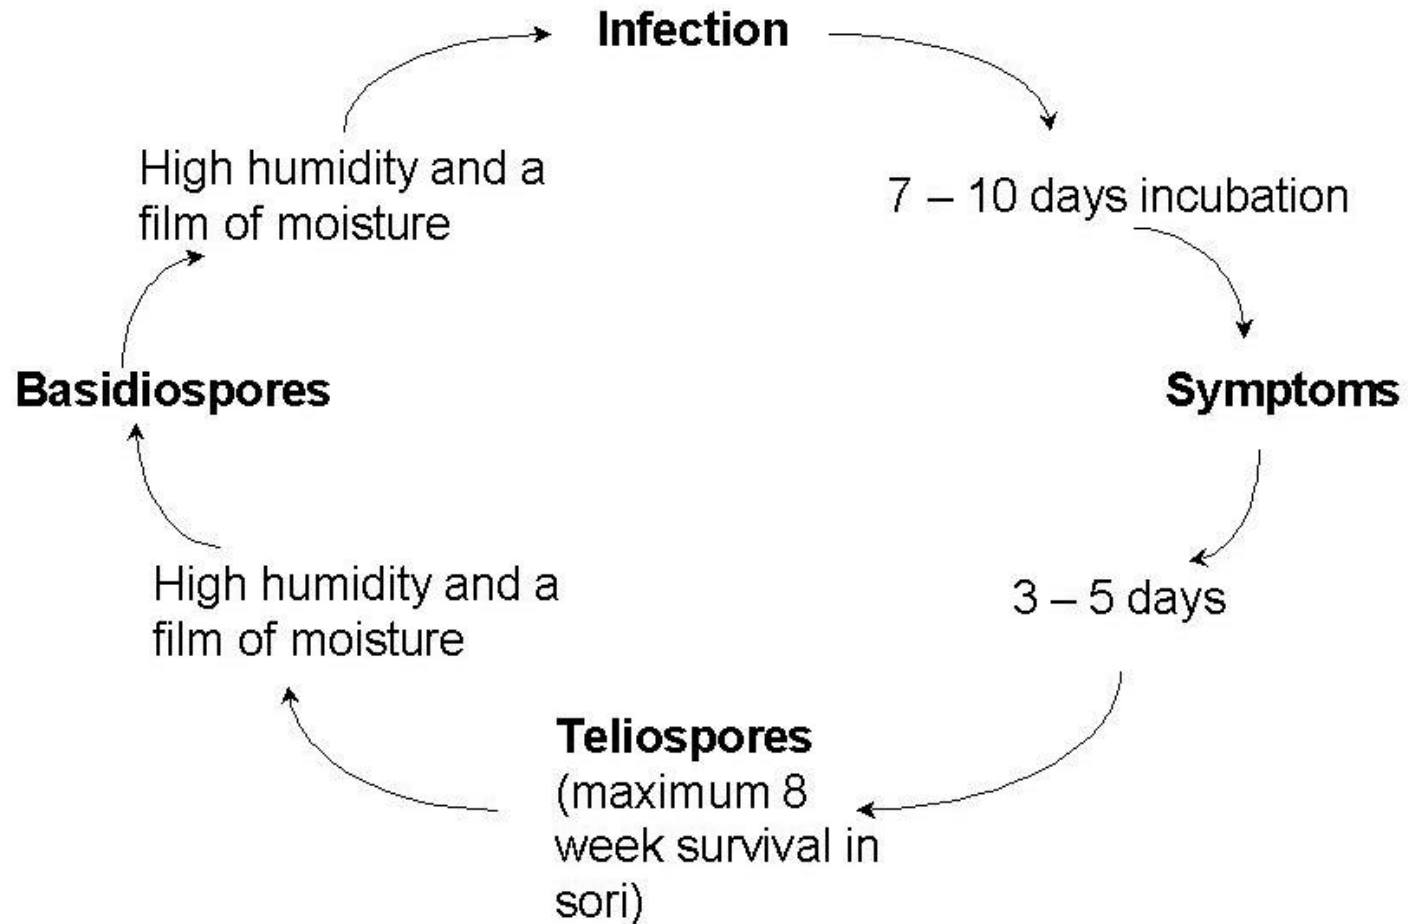 Infection
7 – 10 days incubation
Symptoms
3 – 5 days
Teliospores
(maximum 8
week survival in
sori)
High humidity and a
film of moisture
Basidiospores
High humidity and a
film of moisture